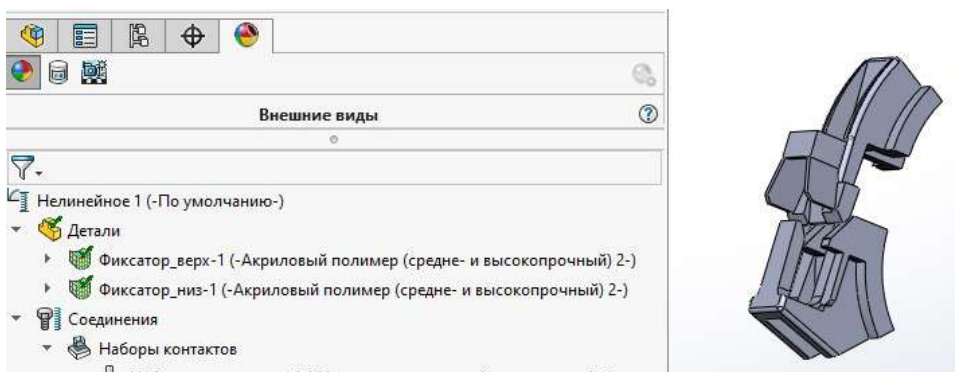 Внешние виды
Нелинейное 1 (-По умолчанию-)
Детали
Фиксатор_верх-1 (-Акриловый полимер (средне- и высокопрочный) 2-)
Фиксатор_низ-1 (-Акриловый полимер (средне- и высокопрочный) 2-)
Соединения
Наборы контактов